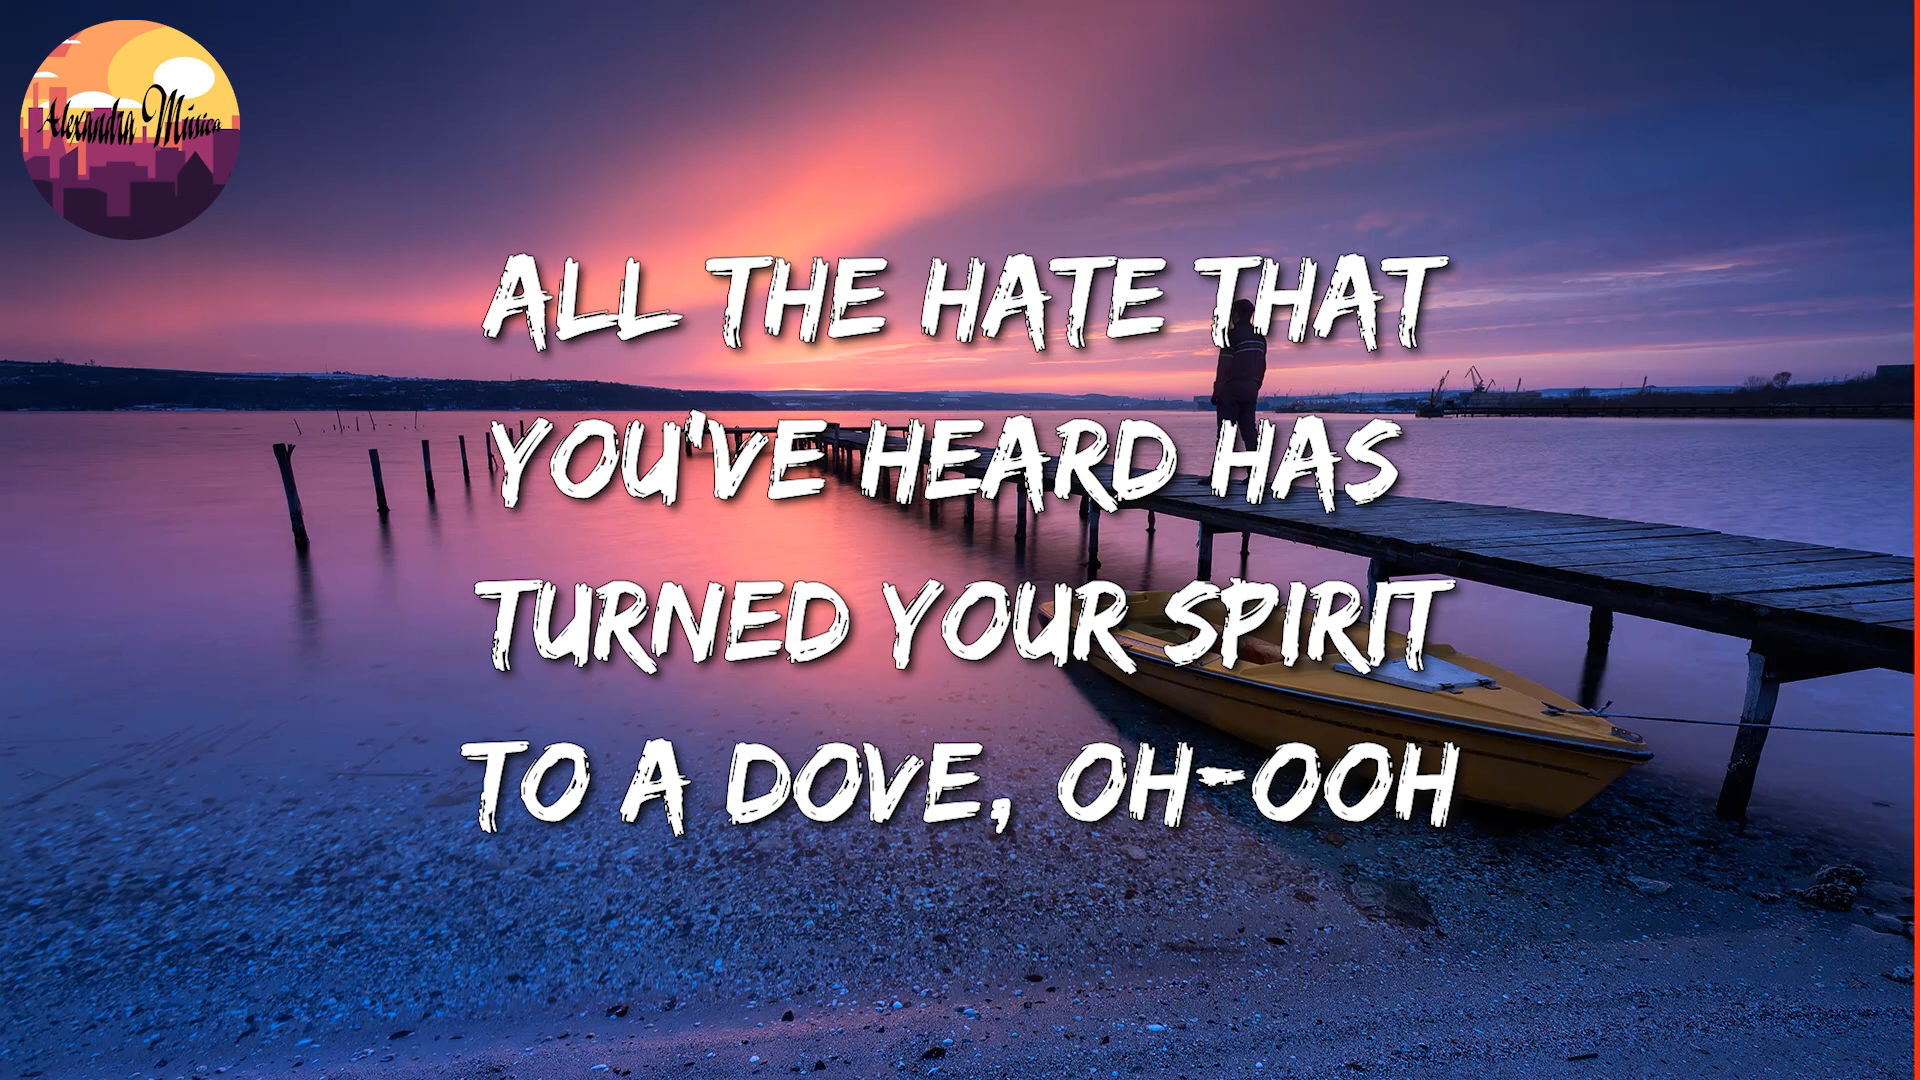 Alexandra Música
ALL THE HATE THAT
YOU'VE HEARD HAS
TURNED YOUR SPIRIT
TO A DOVE, OH-OOH